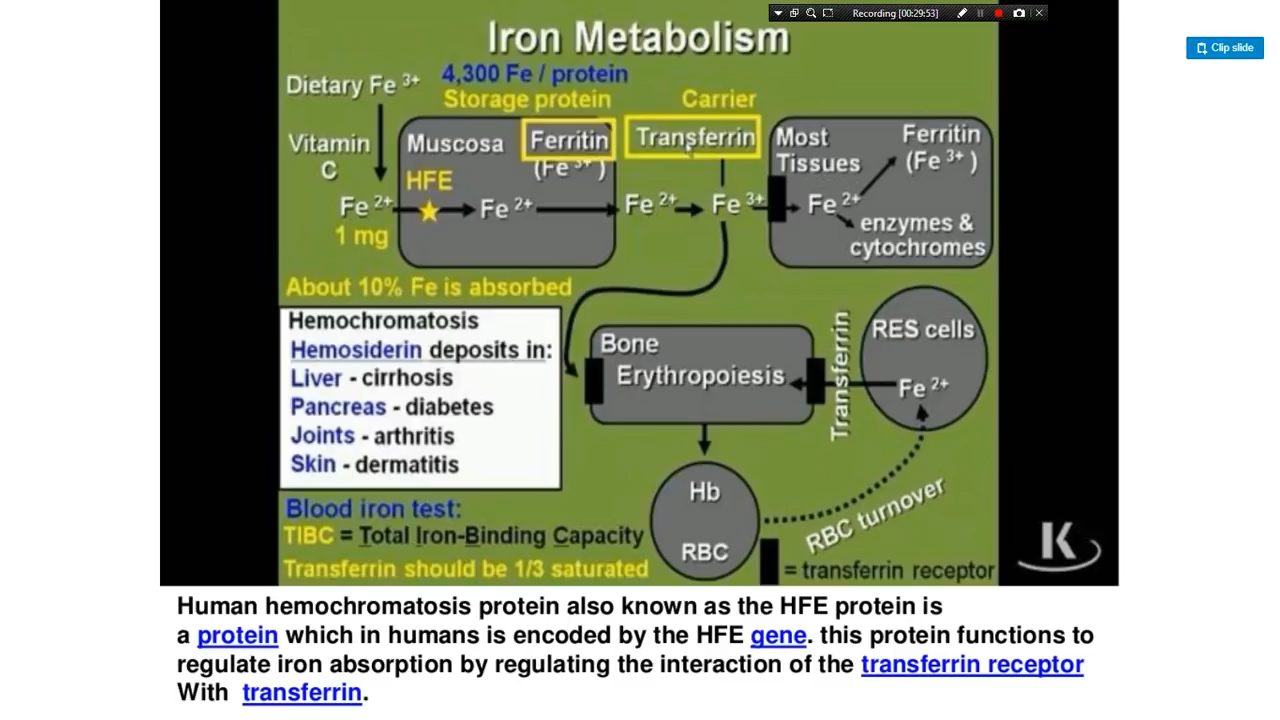 Recording [00:29:53]
Clip slide
Iron Metabolism
4,300 Fe / protein
Dietary Fe 3+
Storage protein
Carrier
Vitamin
C
Muscosa
Ferritin
(Fe 3+ )
Transferrin
Most
Tissues
Ferritin
(Fe 3+ )
HFE
Fe 2+
Fe 2+
Fe 2+
Fe 3+
Fe 2+
1 mg
enzymes &
cytochromes
About 10% Fe is absorbed
Hemochromatosis
Hemosiderin deposits in:
Liver - cirrhosis
Pancreas - diabetes
Joints - arthritis
Skin - dermatitis
Bone
Erythropoiesis
Transferrin
RES cells
Fe 2+
Hb
RBC
RBC turnover
Blood iron test:
TIBC = Total Iron-Binding Capacity
Transferrin should be 1/3 saturated
= transferrin receptor
K
Human hemochromatosis protein also known as the HFE protein is
a protein which in humans is encoded by the HFE gene. this protein functions to
regulate iron absorption by regulating the interaction of the transferrin receptor
With transferrin.